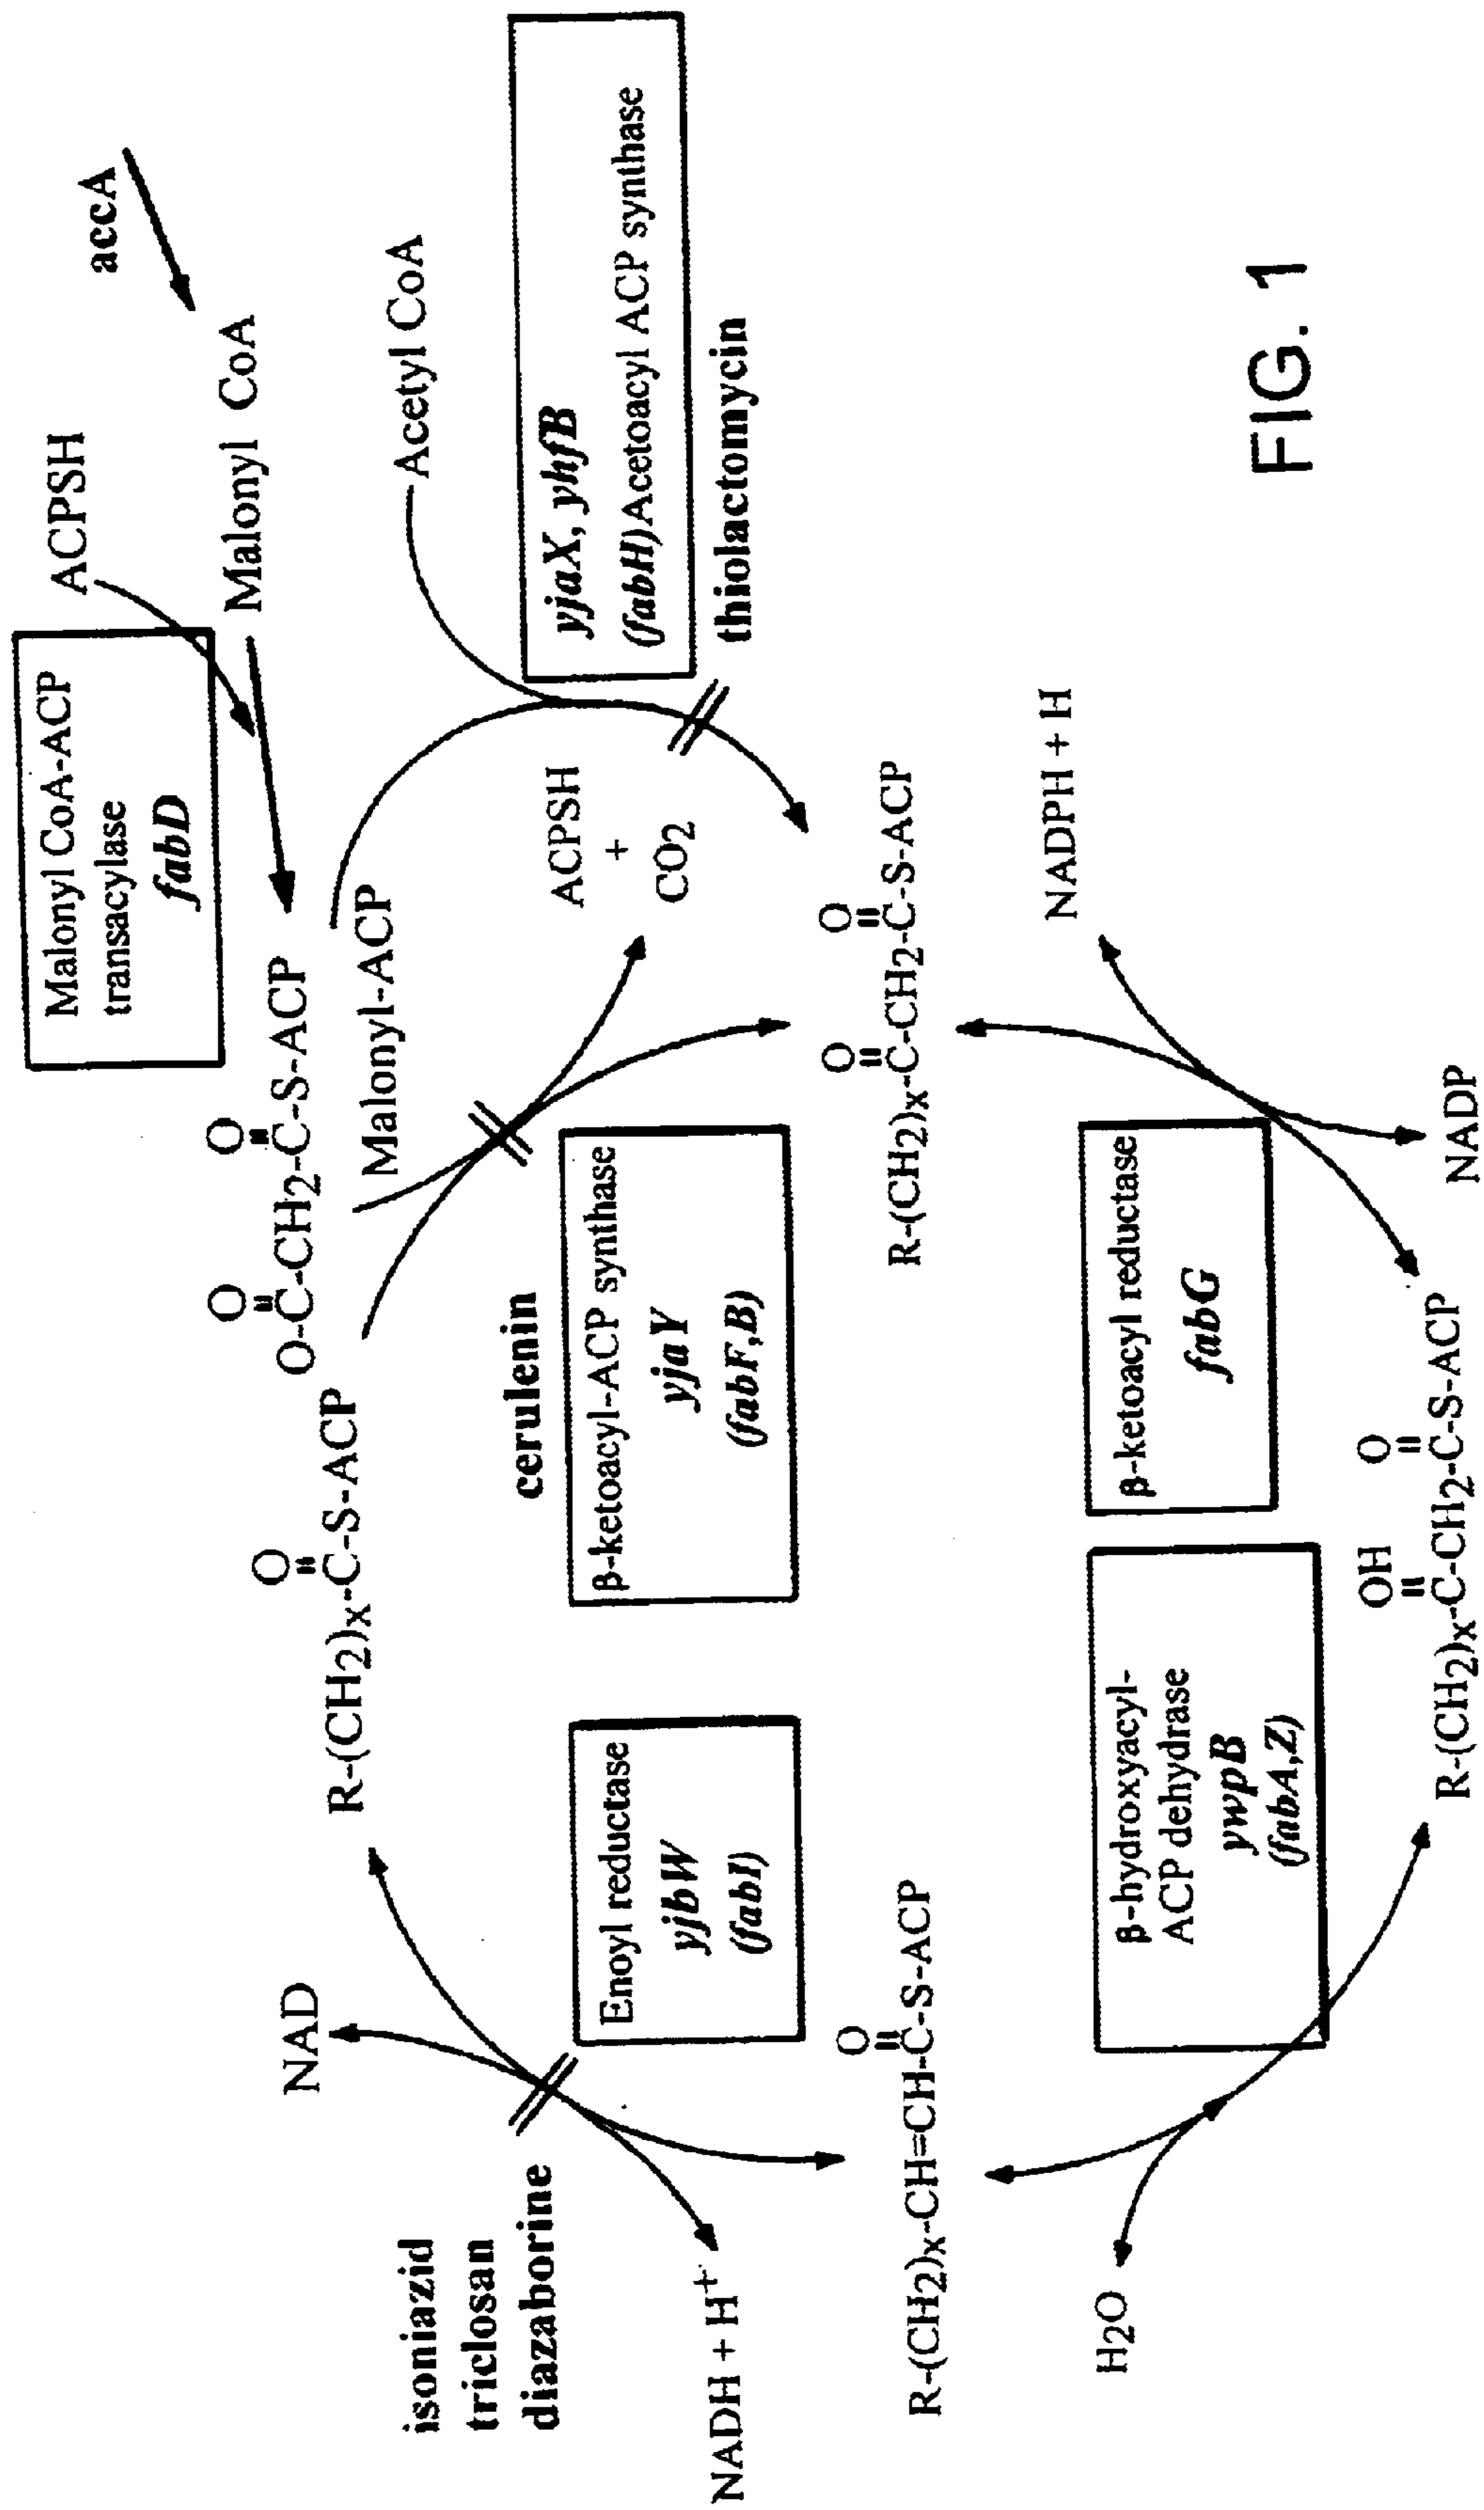 accA
ACPSH
Malonyl CoA
Malonyl CoA-ACP
transacylase
fabD
O O
O-C-CH2-C-S-ACP
Malonyl-ACP
Acetyl CoA
yjaX, yhfB
(fabH)Acetoacyl ACP synthase
thiolactomycin
O
R-(CH2)x-C-S-ACP
NAD
isoniazid
triclosan
diazaborine
NADH + H+
Enoyl reductase
yjbW
(fabI)
cerulenin
β-ketoacyl-ACP synthase
yjaY
(fabF,B)
ACPSH
+
CO2
O
R-(CH2)x-CH=CH-C-S-ACP
O O
R-(CH2)x-C-CH2-C-S-ACP
H2O
β-hydroxyacyl-
ACP dehydrase
ywpB
(fabA,Z)
β-ketoacyl reductase
fabG
NADPH + H
OH O
R-(CH2)x-C-CH2-C-S-ACP
NADP
FIG. 1